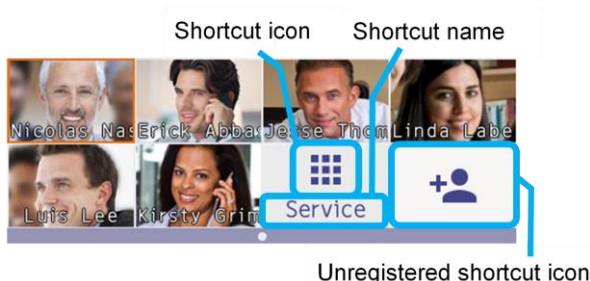 Shortcut icon Shortcut name
Nicolas Nas Erick Abba Jesse Thom Linda Labe
Luis Lee Kirsty Grim Service
Unregistered shortcut icon